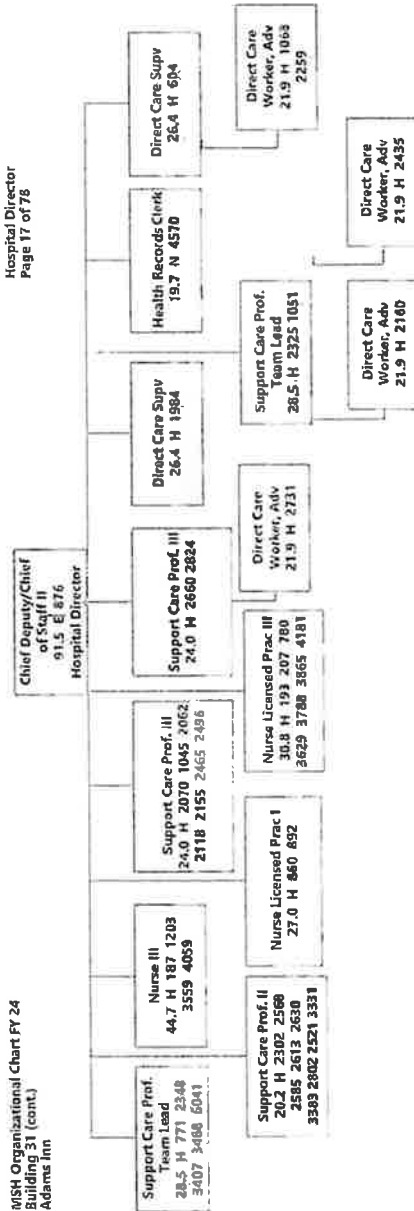 MSH Organizational Chart FY 24
Building 31 (cont.)
Adams Inn
Hospital Director
Page 17 of 78
Chief Deputy/Chief
of Staff II
91.5 E 876
Hospital Director
Support Care Prof.
Team Lead
28.5 H 771 2348
3407 3468 6041
Nurse III
44.7 H 187 1203
3559 4059
Support Care Prof. III
24.0 H 2070 1045 2062
2118 2155 2465 2496
Support Care Prof. III
24.0 H 2660 2824
Direct Care Supv
26.4 H 1984
Health Records Clerk
19.7 N 4570
Direct Care Supv
26.4 H 604
Support Care Prof. II
20.2 H 2302 2568
2585 2613 2630
3383 2802 2521 3331
Nurse Licensed Prac I
27.0 H 860 892
Nurse Licensed Prac III
30.8 H 193 207 780
3629 3788 3865 4181
Direct Care
Worker, Adv
21.9 H 2731
Support Care Prof.
Team Lead
28.5 H 2325 1051
Direct Care
Worker, Adv
21.9 H 1068
2259
Direct Care
Worker, Adv
21.9 H 2160
Direct Care
Worker, Adv
21.9 H 2435